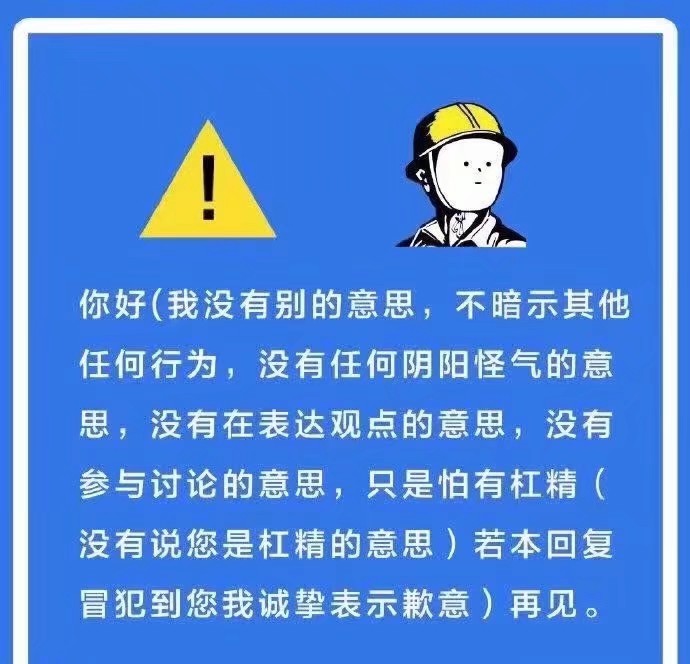 !
你好(我没有别的意思，不暗示其他
任何行为，没有任何阴阳怪气的意
思，没有在表达观点的意思，没有
参与讨论的意思，只是怕有杠精（
没有说您是杠精的意思）若本回复
冒犯到您我诚挚表示歉意）再见。